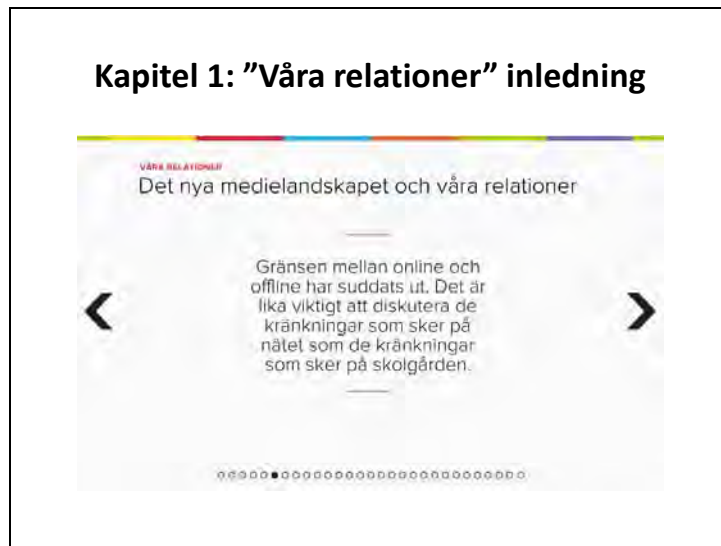 Kapitel 1: ”Våra relationer” inledning
VÅRA RELATIONER
Det nya medielandskapet och våra relationer
Gränsen mellan online och
offline har suddats ut. Det är
lika viktigt att diskutera de
kränkningar som sker på
nätet som de kränkningar
som sker på skolgården.